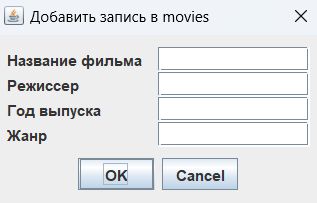 Добавить запись в movies
Название фильма
Режиссер
Год выпуска
Жанр
OK Cancel